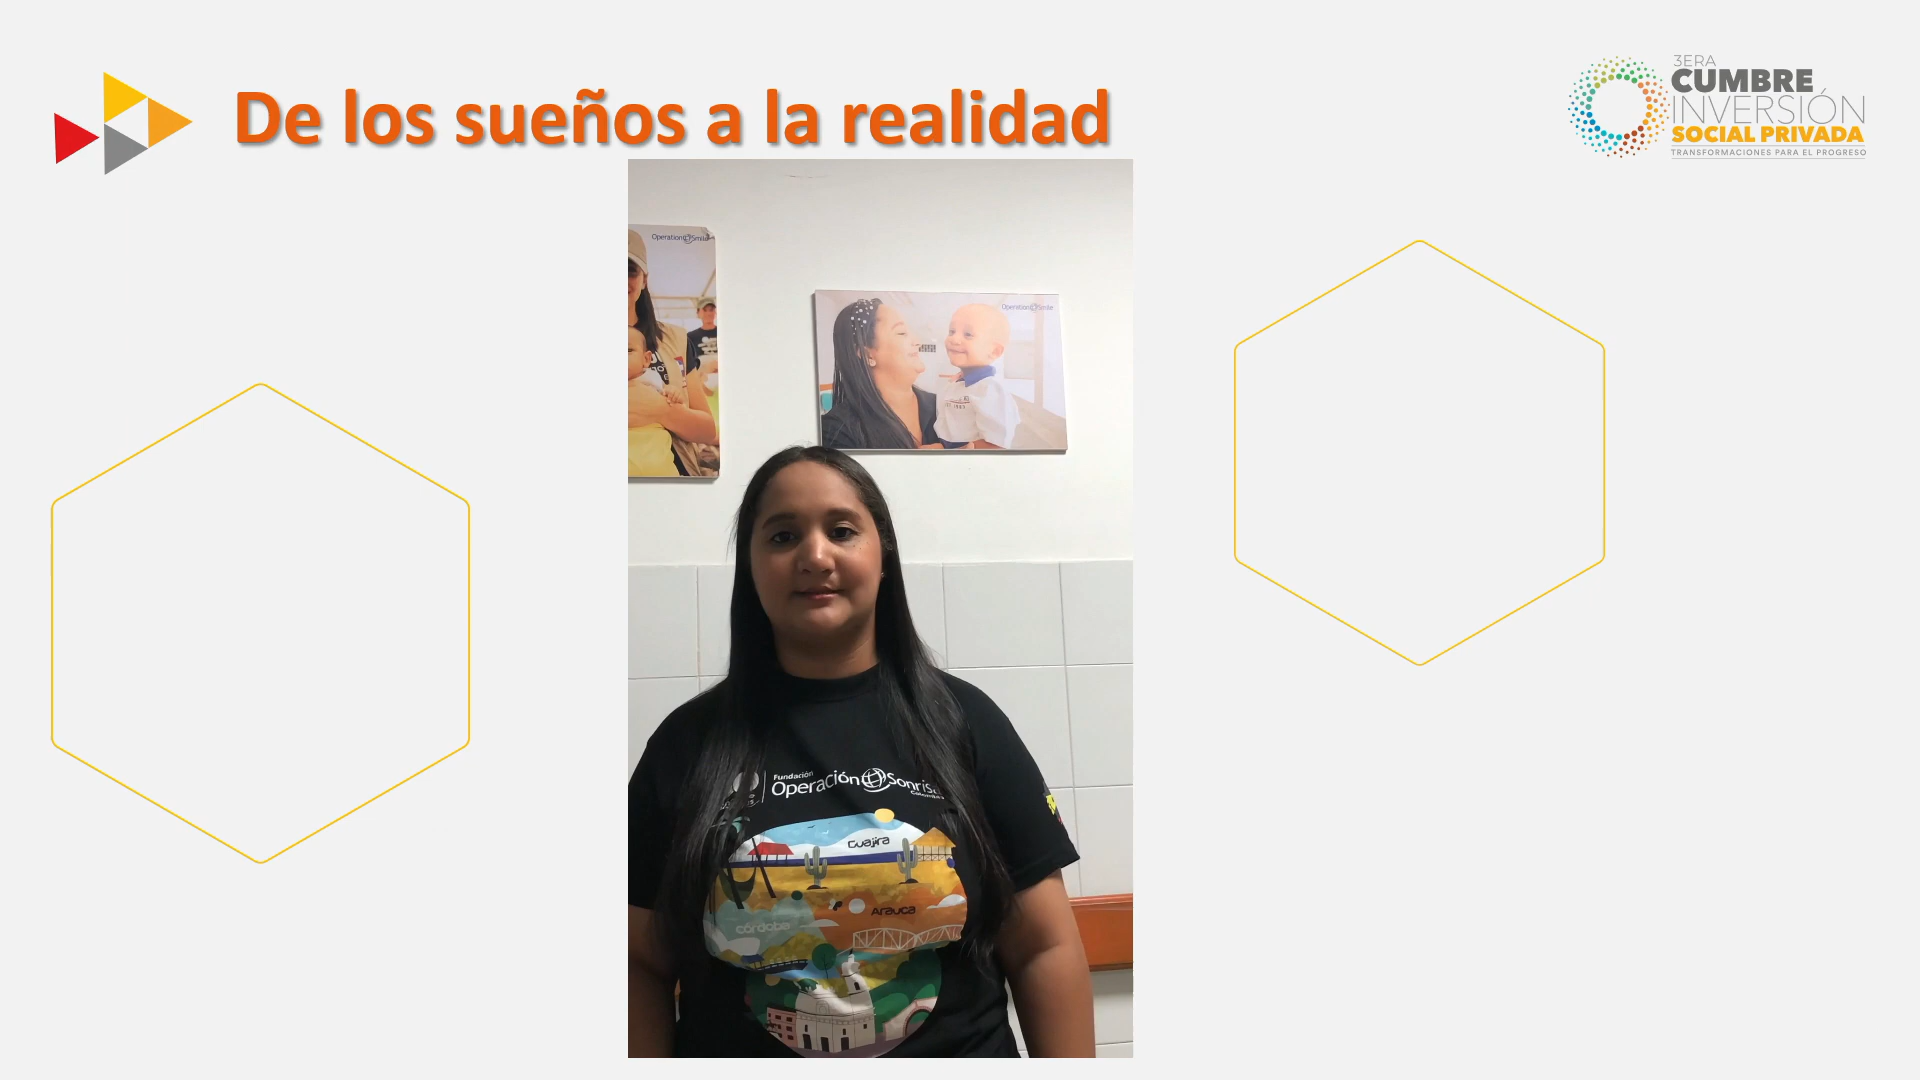 De los sueños a la realidad
3ERA
CUMBRE
INVERSIÓN
SOCIAL PRIVADA
TRANSFORMACIONES PARA EL PROGRESO
Operation Smile
Operation Smile
Fundación
Operación Sonrisa
Colombia
Guajira
Arauca
córdoba